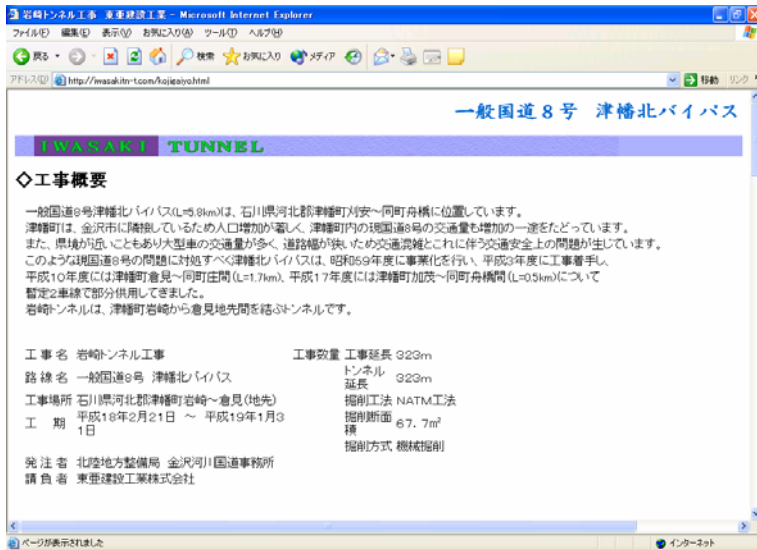 岩崎トンネル工事 東亜建設工業 - Microsoft Internet Explorer
ファイル(F) 編集(E) 表示(V) お気に入り(A) ツール(T) ヘルプ(H)
戻る 検索 お気に入り メディア
アドレス(D) http://iwasakitn-t.com/kojigaiyo.html 移動 リンク
一般国道8号 津幡北バイパス
IWASAKI TUNNEL
◇工事概要
一般国道8号津幡北バイパス(L=5.8km)は、石川県河北郡津幡町刈安～同町舟橋に位置しています。
津幡町は、金沢市に隣接しているため人口増加が著しく、津幡町内の現国道8号の交通量も増加の一途をたどっています。
また、県境が近いこともあり大型車の交通量が多く、道路幅が狭いため交通混雑とこれに伴う交通安全上の問題が生じています。
このような現国道8号の問題に対処すべく津幡北バイパスは、昭和59年度に事業化を行い、平成3年度に工事着手し、
平成10年度には津幡町倉見～同町庄間(L=1.7km)、平成17年度には津幡町加茂～同町舟橋間(L=0.5km)について
暫定2車線で部分供用してきました。
岩崎トンネルは、津幡町岩崎から倉見地先間を結ぶトンネルです。
工事名 岩崎トンネル工事 工事数量 工事延長 323m
路線名 一般国道8号 津幡北バイパス トンネル延長 323m
工事場所 石川県河北郡津幡町岩崎～倉見(地先) 掘削工法 NATM工法
工期 平成18年2月21日 ～ 平成19年1月31日 掘削断面積 67.7㎡
掘削方式 機械掘削
発注者 北陸地方整備局 金沢河川国道事務所
請負者 東亜建設工業株式会社
ページが表示されました インターネット